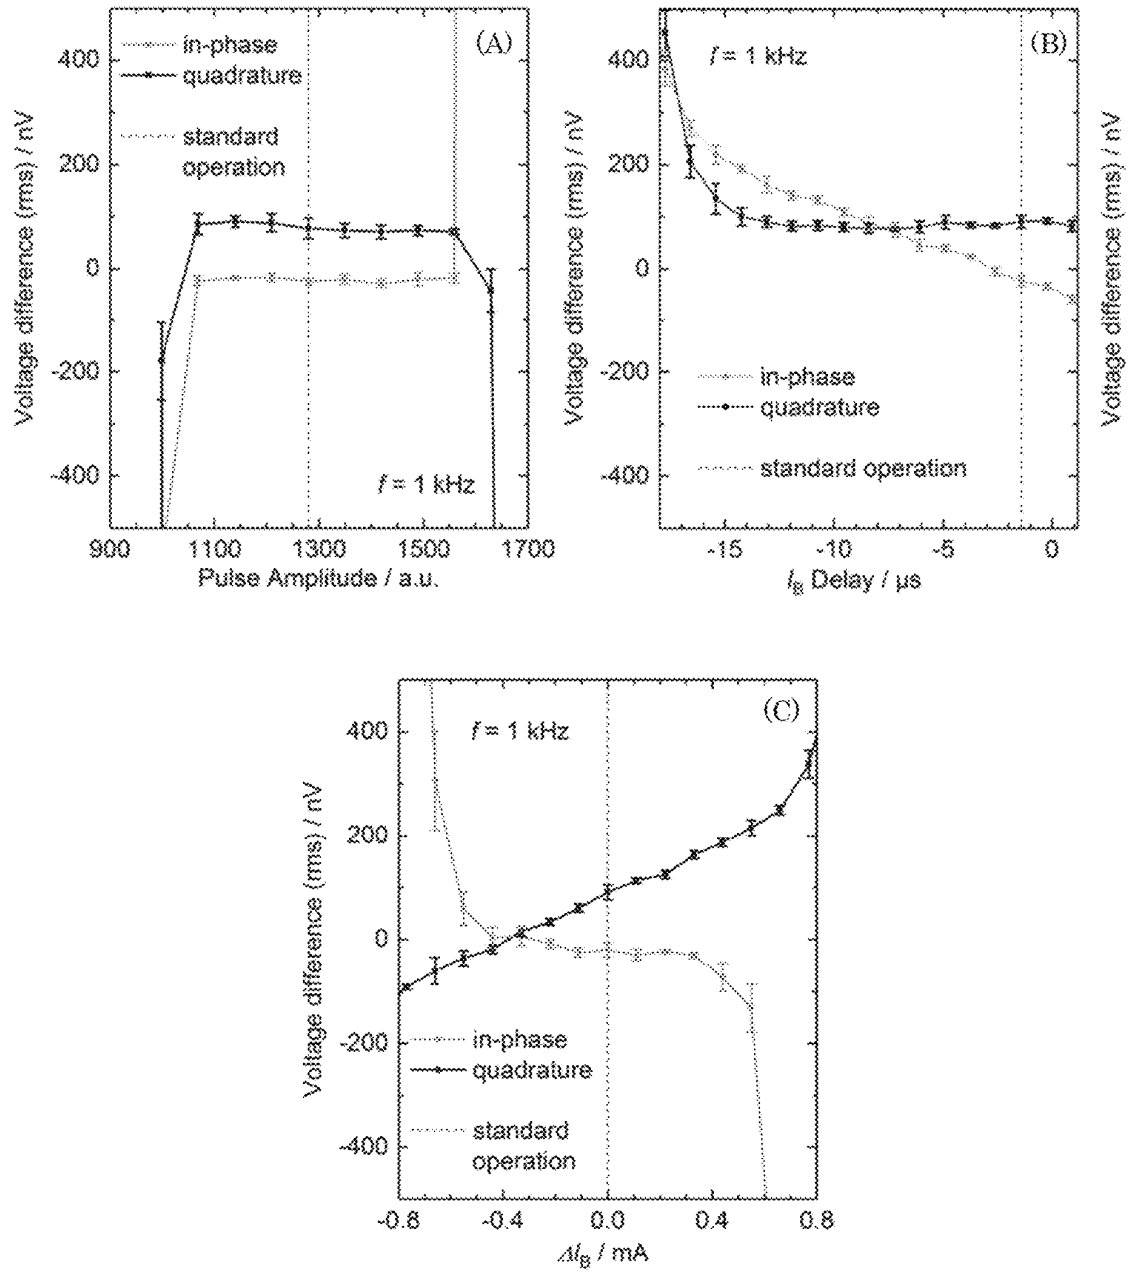 (A)
in-phase
quadrature
standard
operation
400
200
0
-200
-400
Voltage difference (rms) / nV
f = 1 kHz
900
1100
1300
1500
1700
Pulse Amplitude / a.u.
(B)
f = 1 kHz
400
200
0
-200
-400
Voltage difference (rms) / nV
in-phase
quadrature
standard operation
-15
-10
-5
0
I_B Delay / μs
Voltage difference (rms) / nV
(C)
f = 1 kHz
400
200
0
-200
-400
Voltage difference (rms) / nV
in-phase
quadrature
standard
operation
-0.8
-0.4
0.0
0.4
0.8
ΔI_B / mA